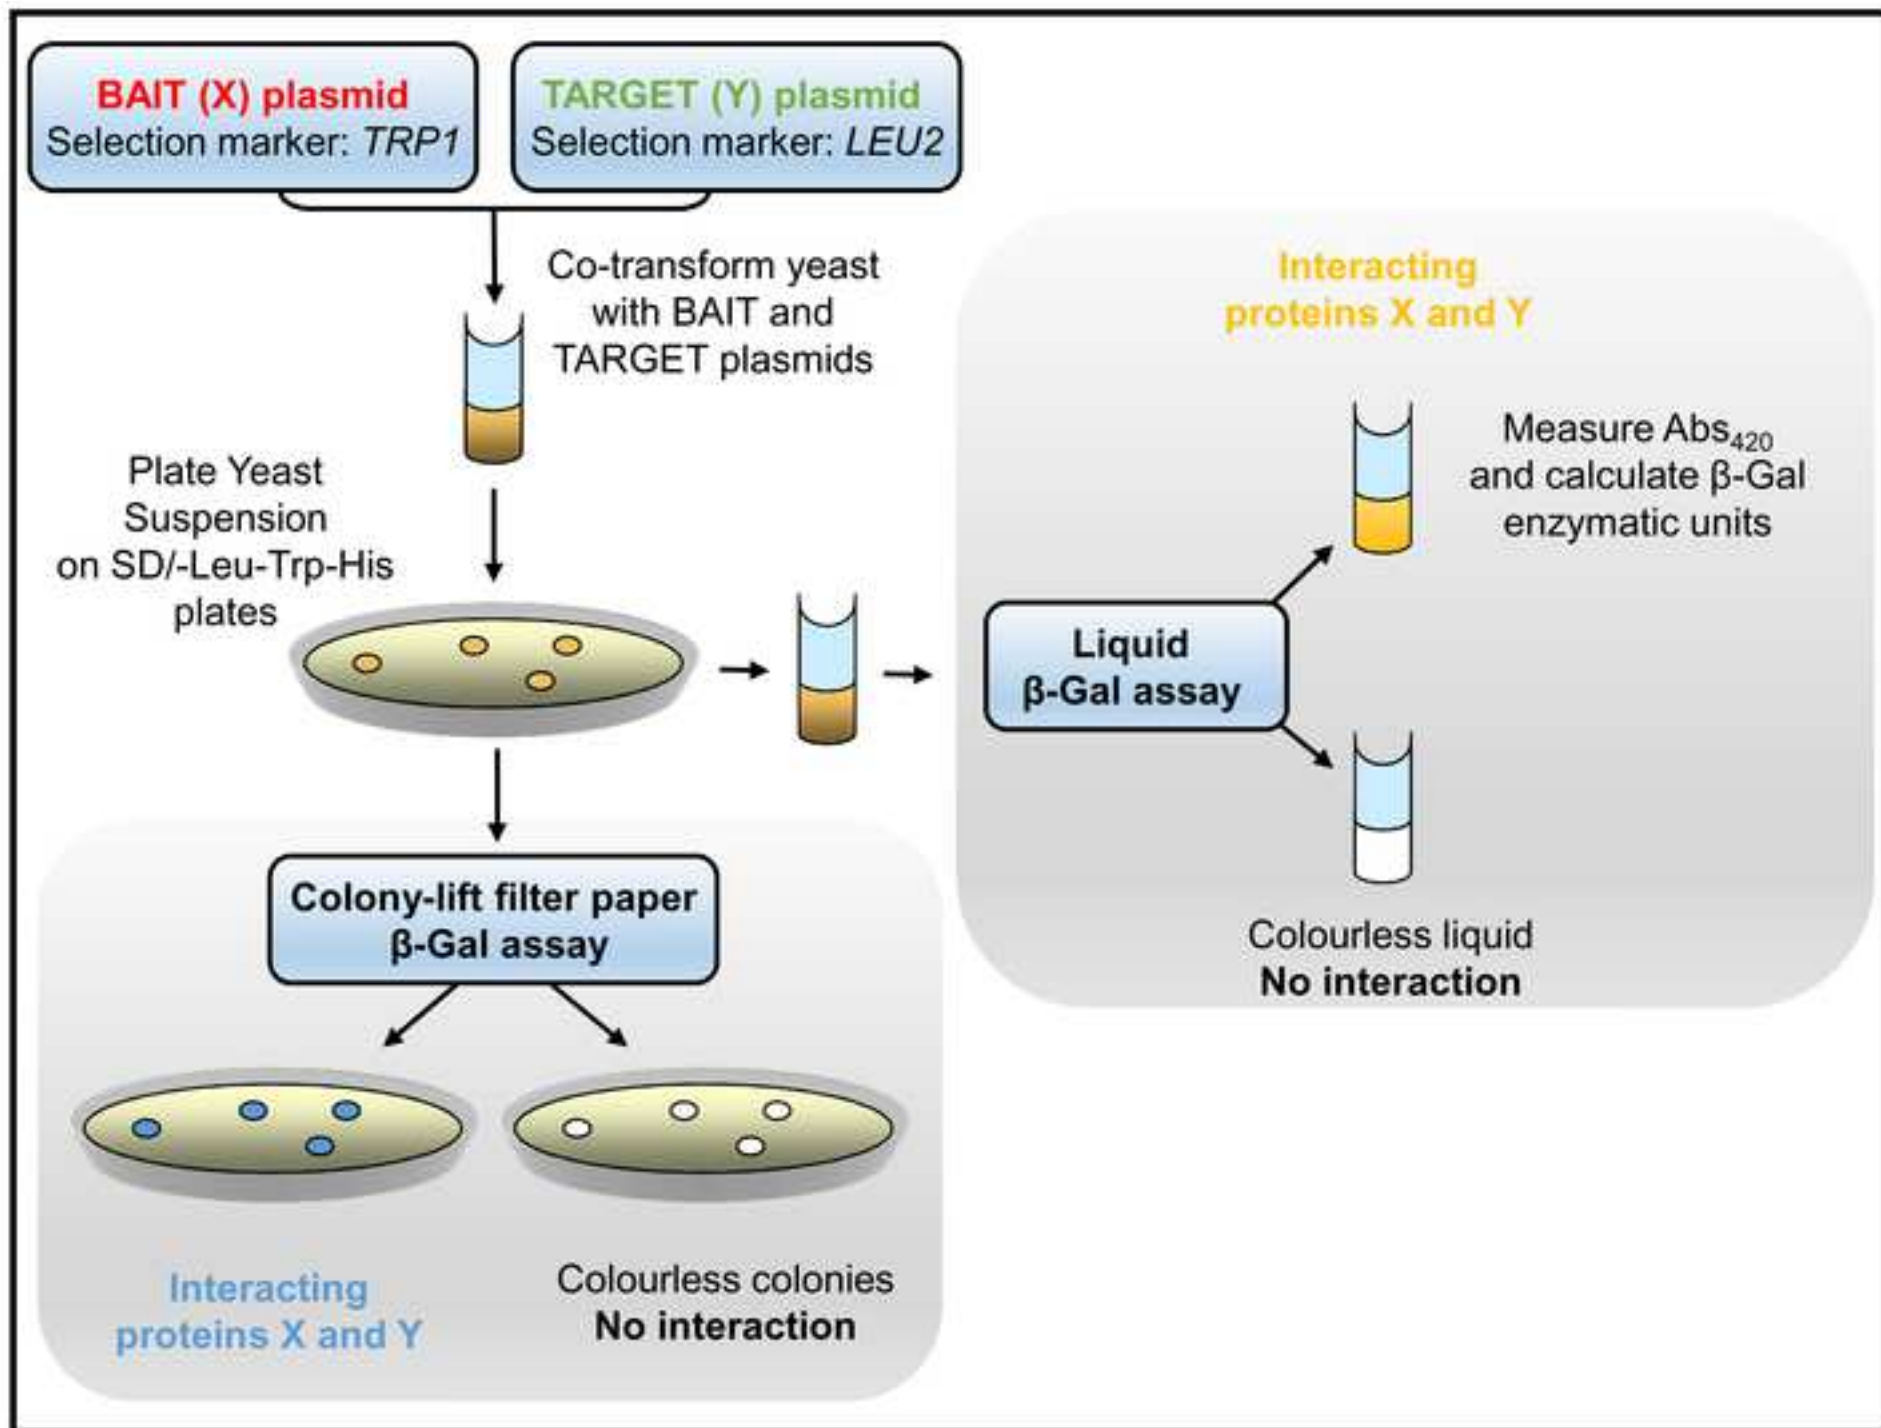 BAIT (X) plasmid
Selection marker: TRP1
TARGET (Y) plasmid
Selection marker: LEU2
Co-transform yeast
with BAIT and
TARGET plasmids
Plate Yeast
Suspension
on SD/-Leu-Trp-His
plates
Colony-lift filter paper
β-Gal assay
Interacting
proteins X and Y
Colourless colonies
No interaction
Liquid
β-Gal assay
Interacting
proteins X and Y
Measure Abs₄₂₀
and calculate β-Gal
enzymatic units
Colourless liquid
No interaction